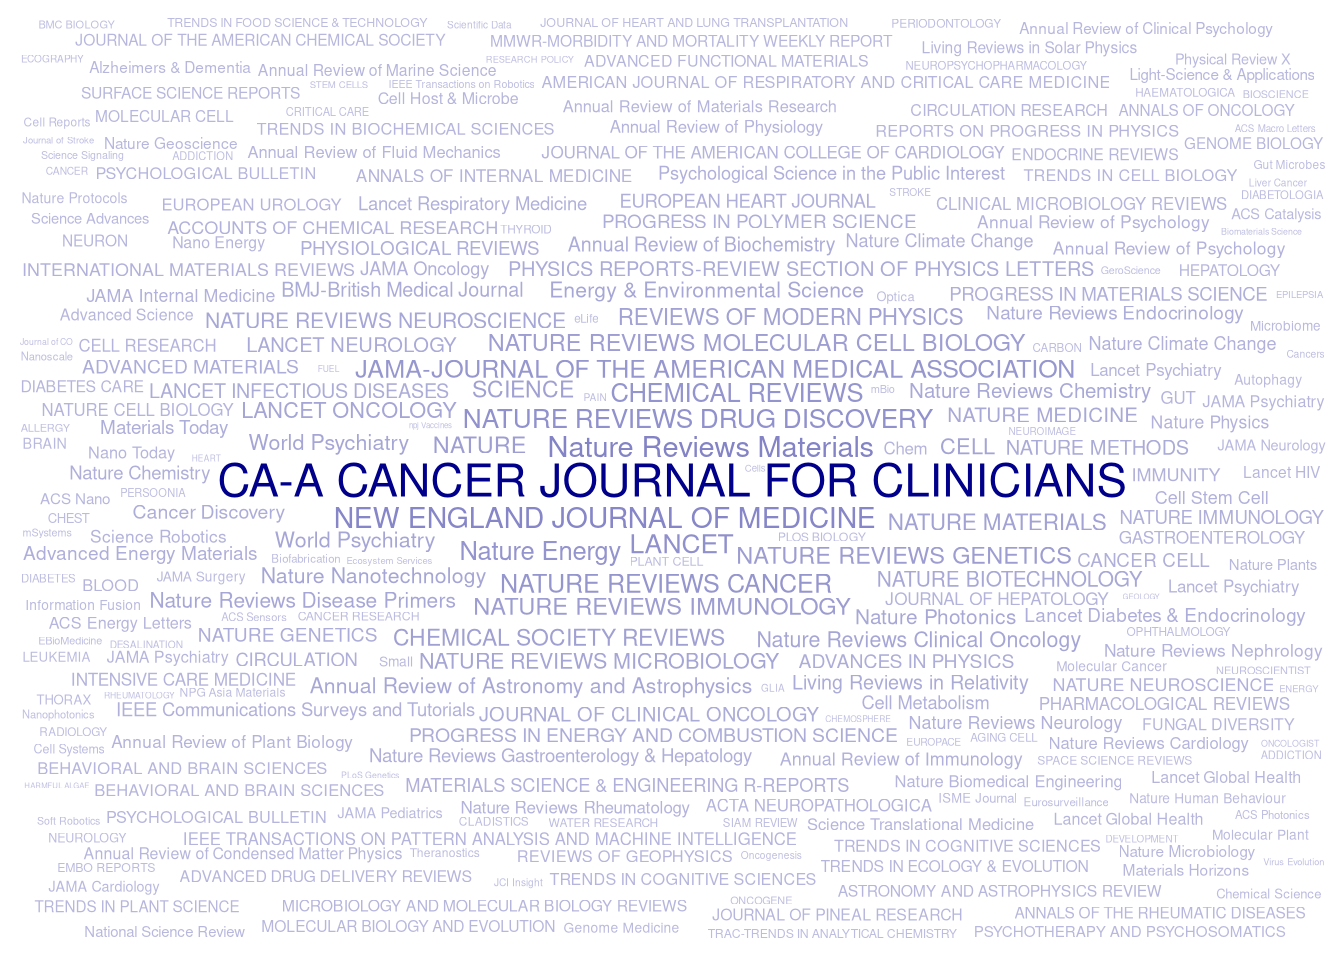 BMC BIOLOGY TRENDS IN FOOD SCIENCE & TECHNOLOGY Scientific Data JOURNAL OF HEART AND LUNG TRANSPLANTATION PERIODONTOLOGY Annual Review of Clinical Psychology
JOURNAL OF THE AMERICAN CHEMICAL SOCIETY MMWR-MORBIDITY AND MORTALITY WEEKLY REPORT Living Reviews in Solar Physics
ECOGRAPHY Alzheimers & Dementia Annual Review of Marine Science RESEARCH POLICY ADVANCED FUNCTIONAL MATERIALS NEUROPSYCHOPHARMACOLOGY Physical Review X
SURFACE SCIENCE REPORTS STEM CELLS IEEE Transactions on Robotics AMERICAN JOURNAL OF RESPIRATORY AND CRITICAL CARE MEDICINE Light-Science & Applications
Cell Host & Microbe HAEMATOLOGICA BIOSCIENCE
MOLECULAR CELL CRITICAL CARE Annual Review of Materials Research CIRCULATION RESEARCH ANNALS OF ONCOLOGY
Cell Reports TRENDS IN BIOCHEMICAL SCIENCES Annual Review of Physiology REPORTS ON PROGRESS IN PHYSICS ACS Macro Letters
Journal of Stroke Nature Geoscience GENOME BIOLOGY
Science Signaling ADDICTION Annual Review of Fluid Mechanics JOURNAL OF THE AMERICAN COLLEGE OF CARDIOLOGY ENDOCRINE REVIEWS
CANCER PSYCHOLOGICAL BULLETIN ANNALS OF INTERNAL MEDICINE Psychological Science in the Public Interest TRENDS IN CELL BIOLOGY Gut Microbes
Liver Cancer
Nature Protocols EUROPEAN UROLOGY Lancet Respiratory Medicine EUROPEAN HEART JOURNAL STROKE CLINICAL MICROBIOLOGY REVIEWS DIABETOLOGIA
Science Advances ACCOUNTS OF CHEMICAL RESEARCH THYROID PROGRESS IN POLYMER SCIENCE Annual Review of Psychology ACS Catalysis
Biomaterials Science
NEURON Nano Energy PHYSIOLOGICAL REVIEWS Annual Review of Biochemistry Nature Climate Change Annual Review of Psychology
INTERNATIONAL MATERIALS REVIEWS JAMA Oncology PHYSICS REPORTS-REVIEW SECTION OF PHYSICS LETTERS GeroScience HEPATOLOGY
JAMA Internal Medicine BMJ-British Medical Journal Energy & Environmental Science Optica PROGRESS IN MATERIALS SCIENCE EPILEPSIA
Advanced Science NATURE REVIEWS NEUROSCIENCE eLife REVIEWS OF MODERN PHYSICS Nature Reviews Endocrinology Microbiome
Journal of CO CELL RESEARCH LANCET NEUROLOGY NATURE REVIEWS MOLECULAR CELL BIOLOGY CARBON Nature Climate Change
Nanoscale Cancers
ADVANCED MATERIALS FUEL JAMA-JOURNAL OF THE AMERICAN MEDICAL ASSOCIATION Lancet Psychiatry Autophagy
DIABETES CARE LANCET INFECTIOUS DISEASES SCIENCE PAIN CHEMICAL REVIEWS mBio Nature Reviews Chemistry GUT JAMA Psychiatry
NATURE CELL BIOLOGY LANCET ONCOLOGY NATURE REVIEWS DRUG DISCOVERY NATURE MEDICINE Nature Physics
ALLERGY Materials Today npj Vaccines NEUROIMAGE
BRAIN World Psychiatry NATURE Nature Reviews Materials Chem CELL NATURE METHODS JAMA Neurology
Nano Today HEART
Nature Chemistry CA-A CANCER JOURNAL FOR CLINICIANS Cells IMMUNITY Lancet HIV
ACS Nano PERSOONIA Cell Stem Cell
CHEST Cancer Discovery NEW ENGLAND JOURNAL OF MEDICINE NATURE MATERIALS NATURE IMMUNOLOGY
mSystems Science Robotics World Psychiatry LANCET PLOS BIOLOGY GASTROENTEROLOGY
Advanced Energy Materials Biofabrication Ecosystem Services Nature Energy PLANT CELL NATURE REVIEWS GENETICS CANCER CELL Nature Plants
DIABETES BLOOD JAMA Surgery Nature Nanotechnology NATURE REVIEWS CANCER NATURE BIOTECHNOLOGY Lancet Psychiatry
Information Fusion Nature Reviews Disease Primers NATURE REVIEWS IMMUNOLOGY JOURNAL OF HEPATOLOGY GEOLOGY
ACS Energy Letters ACS Sensors CANCER RESEARCH Nature Photonics Lancet Diabetes & Endocrinology
EBioMedicine DESALINATION NATURE GENETICS CHEMICAL SOCIETY REVIEWS Nature Reviews Clinical Oncology OPHTHALMOLOGY
LEUKEMIA JAMA Psychiatry CIRCULATION Small NATURE REVIEWS MICROBIOLOGY ADVANCES IN PHYSICS Molecular Cancer Nature Reviews Nephrology
INTENSIVE CARE MEDICINE Annual Review of Astronomy and Astrophysics GLIA Living Reviews in Relativity NEUROSCIENTIST
NATURE NEUROSCIENCE ENERGY
THORAX RHEUMATOLOGY NPG Asia Materials Cell Metabolism PHARMACOLOGICAL REVIEWS
Nanophotonics IEEE Communications Surveys and Tutorials JOURNAL OF CLINICAL ONCOLOGY CHEMOSPHERE Nature Reviews Neurology FUNGAL DIVERSITY
RADIOLOGY PROGRESS IN ENERGY AND COMBUSTION SCIENCE EUROPACE AGING CELL
Cell Systems Annual Review of Plant Biology Nature Reviews Cardiology ONCOLOGIST
Nature Reviews Gastroenterology & Hepatology Annual Review of Immunology SPACE SCIENCE REVIEWS ADDICTION
BEHAVIORAL AND BRAIN SCIENCES PLoS Genetics Lancet Global Health
HARMFUL ALGAE BEHAVIORAL AND BRAIN SCIENCES MATERIALS SCIENCE & ENGINEERING R-REPORTS Nature Biomedical Engineering
Nature Reviews Rheumatology ACTA NEUROPATHOLOGICA ISME Journal Eurosurveillance Nature Human Behaviour
Soft Robotics PSYCHOLOGICAL BULLETIN JAMA Pediatrics CLADISTICS WATER RESEARCH SIAM REVIEW Science Translational Medicine Lancet Global Health ACS Photonics
NEUROLOGY IEEE TRANSACTIONS ON PATTERN ANALYSIS AND MACHINE INTELLIGENCE TRENDS IN COGNITIVE SCIENCES DEVELOPMENT Molecular Plant
Annual Review of Condensed Matter Physics Theranostics REVIEWS OF GEOPHYSICS Oncogenesis Nature Microbiology
EMBO REPORTS TRENDS IN ECOLOGY & EVOLUTION Materials Horizons Virus Evolution
JAMA Cardiology ADVANCED DRUG DELIVERY REVIEWS JCI Insight TRENDS IN COGNITIVE SCIENCES ASTRONOMY AND ASTROPHYSICS REVIEW Chemical Science
TRENDS IN PLANT SCIENCE MICROBIOLOGY AND MOLECULAR BIOLOGY REVIEWS ONCOGENE JOURNAL OF PINEAL RESEARCH ANNALS OF THE RHEUMATIC DISEASES
National Science Review MOLECULAR BIOLOGY AND EVOLUTION Genome Medicine TRAC-TRENDS IN ANALYTICAL CHEMISTRY PSYCHOTHERAPY AND PSYCHOSOMATICS